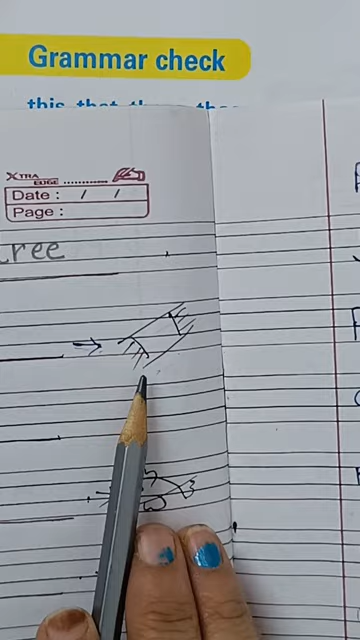 Grammar check
XTRA
EDGE
Date : / /
Page :
ree